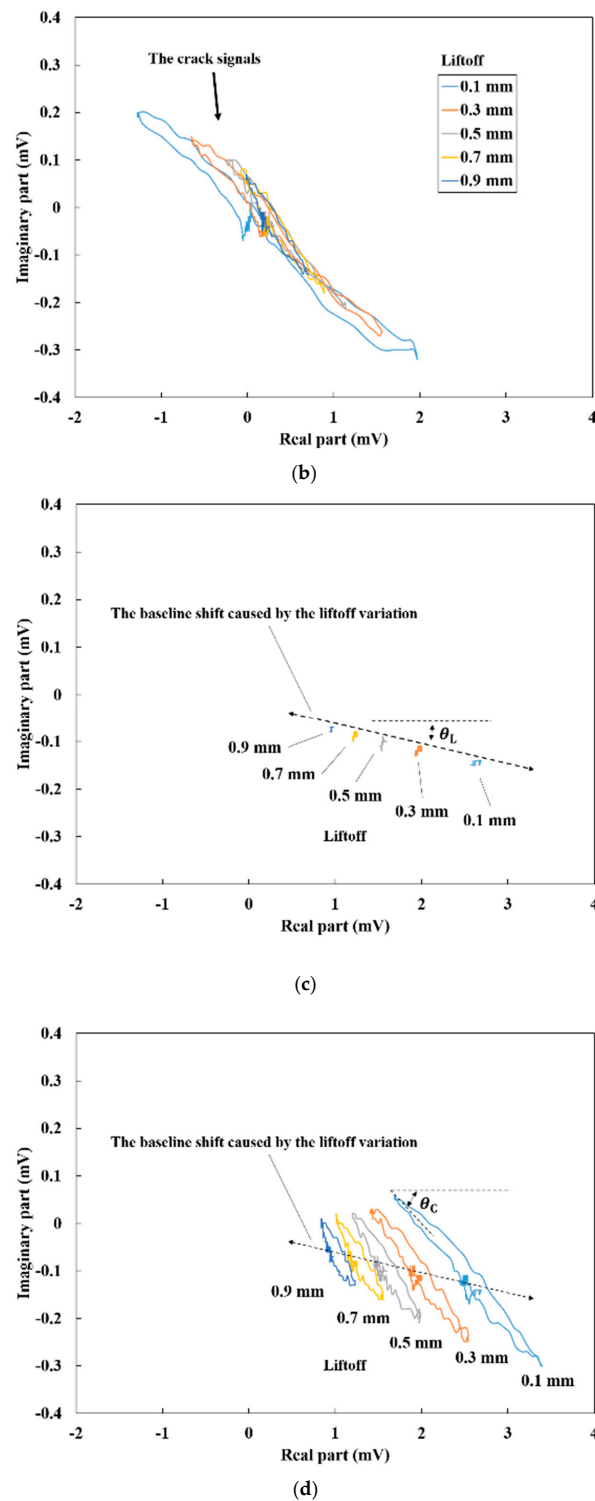 0.4
The crack signals
Liftoff
0.3
0.1 mm
0.2
0.3 mm
0.1
0.5 mm
0.7 mm
0
0.9 mm
-0.1
-0.2
-0.3
-0.4
Imaginary part (mV)
-2 -1 0 1 2 3 4
Real part (mV)
(b)
0.4
0.3
0.2
The baseline shift caused by the liftoff variation
0.1
0
-0.1
-0.2
-0.3
-0.4
Imaginary part (mV)
θL
0.9 mm
0.7 mm
0.5 mm
0.3 mm
0.1 mm
Liftoff
-2 -1 0 1 2 3 4
Real part (mV)
(c)
0.4
0.3
0.2
The baseline shift caused by the liftoff variation
0.1
0
-0.1
-0.2
-0.3
-0.4
Imaginary part (mV)
θC
0.9 mm
0.7 mm
0.5 mm
0.3 mm
0.1 mm
Liftoff
-2 -1 0 1 2 3 4
Real part (mV)
(d)